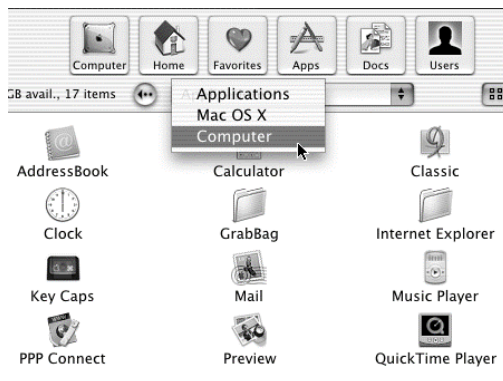 Computer Home Favorites Apps Docs Users
GB avail., 17 items
Applications
Mac OS X
Computer
AddressBook Calculator Classic
Clock GrabBag Internet Explorer
Key Caps Mail Music Player
PPP Connect Preview QuickTime Player